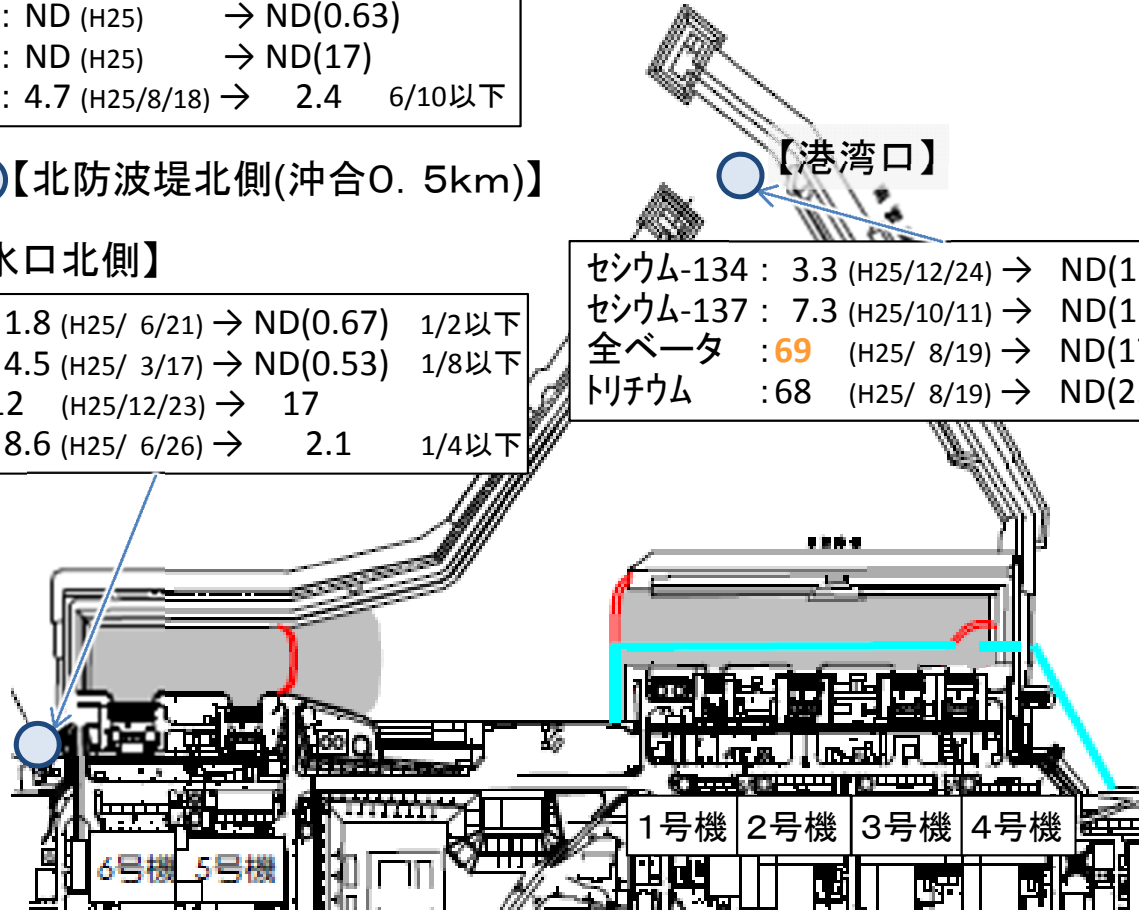 : ND (H25) → ND(0.63)
: ND (H25) → ND(17)
: 4.7 (H25/8/18) → 2.4 6/10以下
【港湾口】
【北防波堤北側(沖合0.5km)】
水口北側】
1.8 (H25/ 6/21) → ND(0.67) 1/2以下
4.5 (H25/ 3/17) → ND(0.53) 1/8以下
12 (H25/12/23) → 17
8.6 (H25/ 6/26) → 2.1 1/4以下
セシウム-134 : 3.3 (H25/12/24) → ND(1
セシウム-137 : 7.3 (H25/10/11) → ND(1
全ベータ :69 (H25/ 8/19) → ND(17
トリチウム :68 (H25/ 8/19) → ND(2
1号機 2号機 3号機 4号機
6号機 5号機